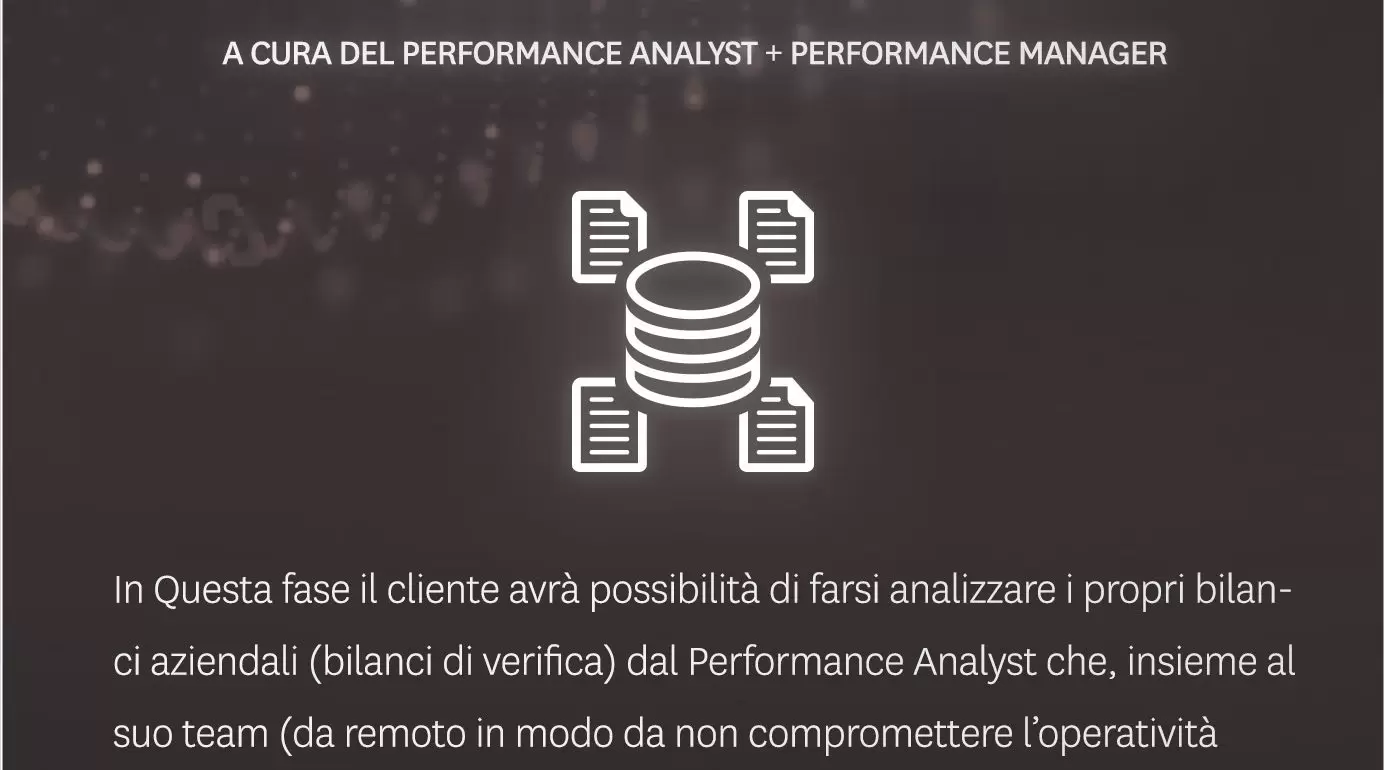 A CURA DEL PERFORMANCE ANALYST + PERFORMANCE MANAGER
In Questa fase il cliente avrà possibilità di farsi analizzare i propri bilan-
ci aziendali (bilanci di verifica) dal Performance Analyst che, insieme al
suo team (da remoto in modo da non compromettere l’operatività